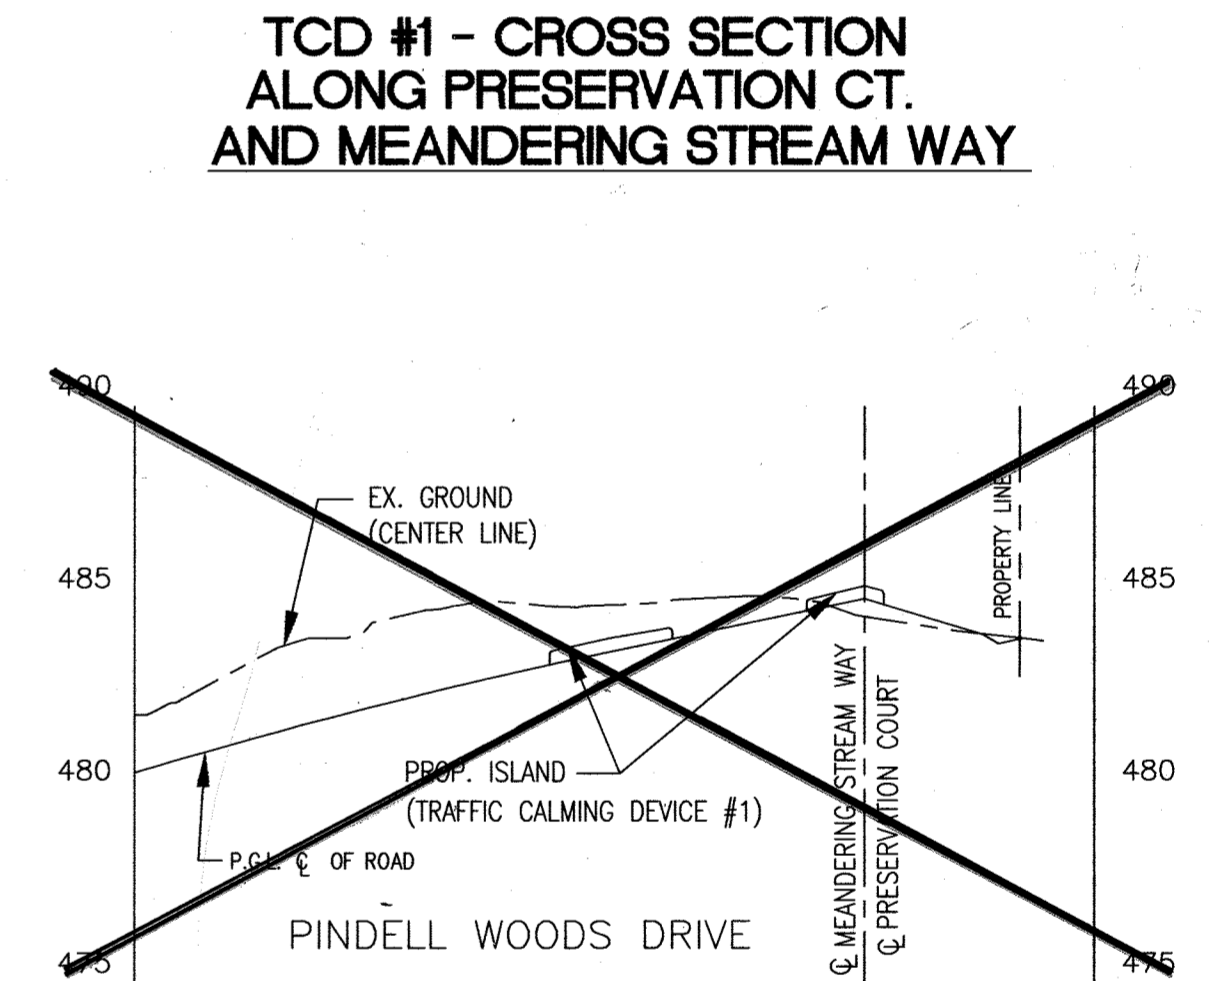 TCD #1 - CROSS SECTION
ALONG PRESERVATION CT.
AND MEANDERING STREAM WAY
490
490
EX. GROUND
(CENTER LINE)
PROPERTY LINE
485
485
480
480
PROP. ISLAND
(TRAFFIC CALMING DEVICE #1)
℄ MEANDERING STREAM WAY
℄ PRESERVATION COURT
P.G.L. ℄ OF ROAD
PINDELL WOODS DRIVE
475
475